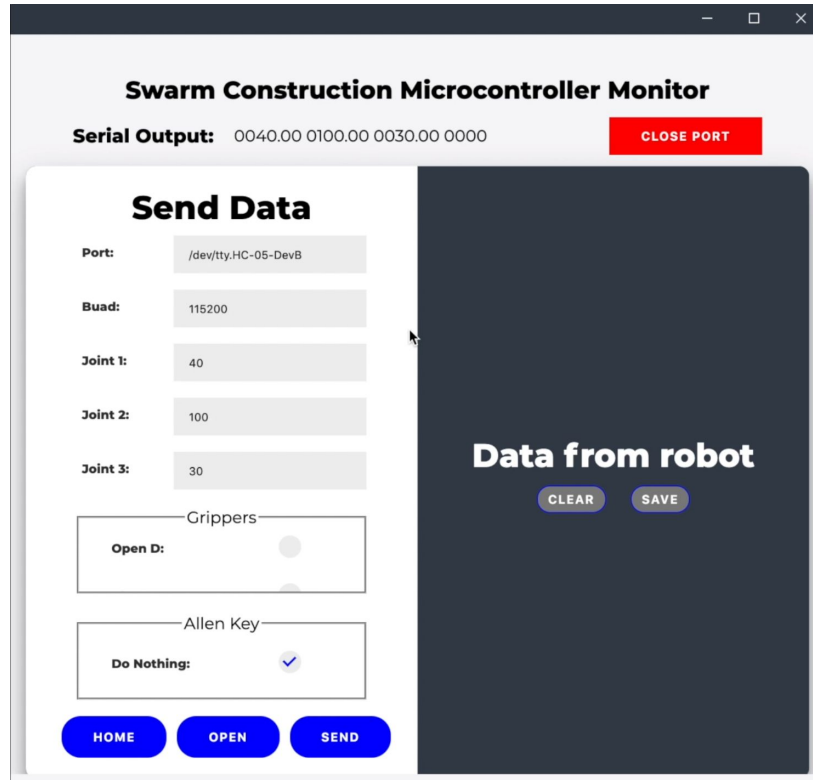 Swarm Construction Microcontroller Monitor
Serial Output: 0040.00 0100.00 0030.00 0000
CLOSE PORT
Send Data
Port: /dev/tty.HC-05-DevB
Buad: 115200
Joint 1: 40
Joint 2: 100
Joint 3: 30
Grippers
Open D:
Allen Key
Do Nothing:
HOME OPEN SEND
Data from robot
CLEAR SAVE